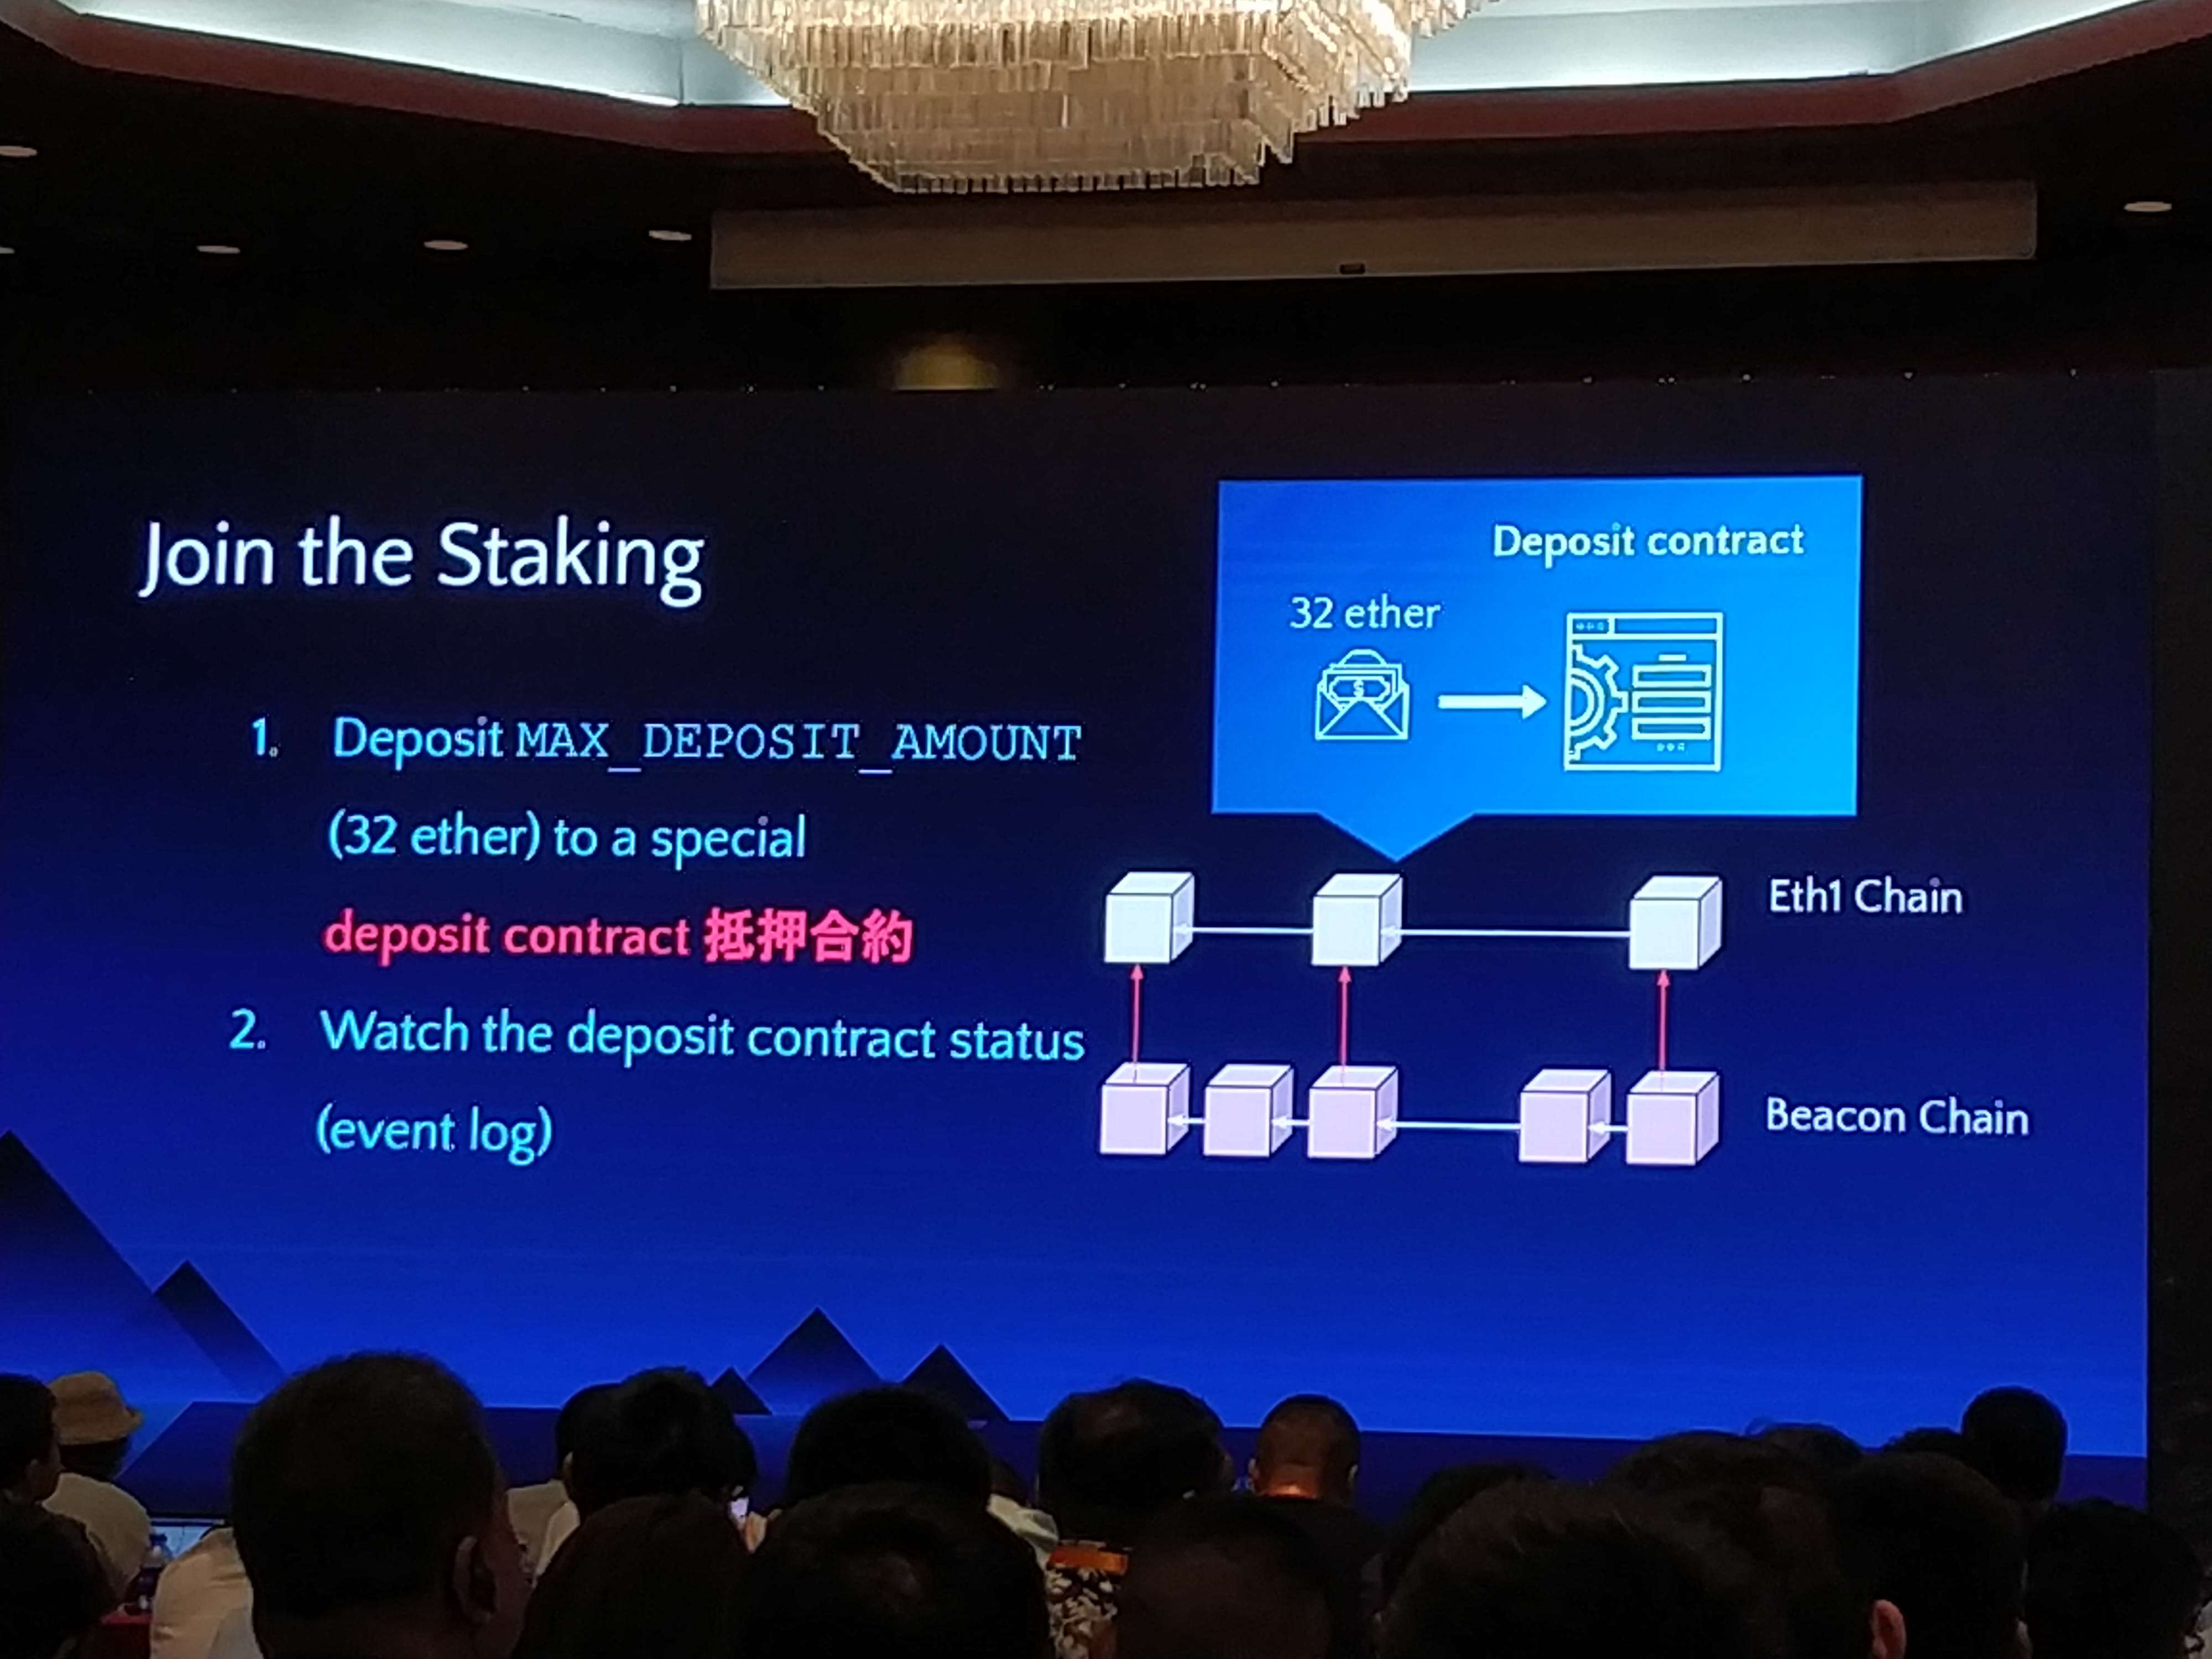 Join the Staking
1. Deposit MAX_DEPOSIT_AMOUNT
(32 ether) to a special
deposit contract 抵押合約
2. Watch the deposit contract status
(event log)
Deposit contract
32 ether
$
Eth1 Chain
Beacon Chain